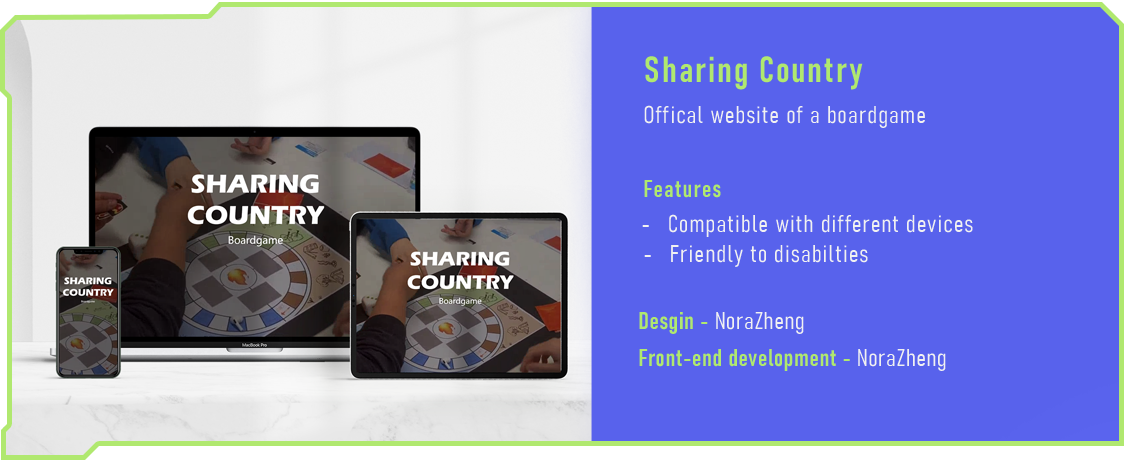 SHARING
COUNTRY
Boardgame
MacBook Pro
SHARING
COUNTRY
SHARING
COUNTRY
Boardgame
Sharing Country
Offical website of a boardgame
Features
- Compatible with different devices
- Friendly to disabilties
Desgin - NoraZheng
Front-end development - NoraZheng